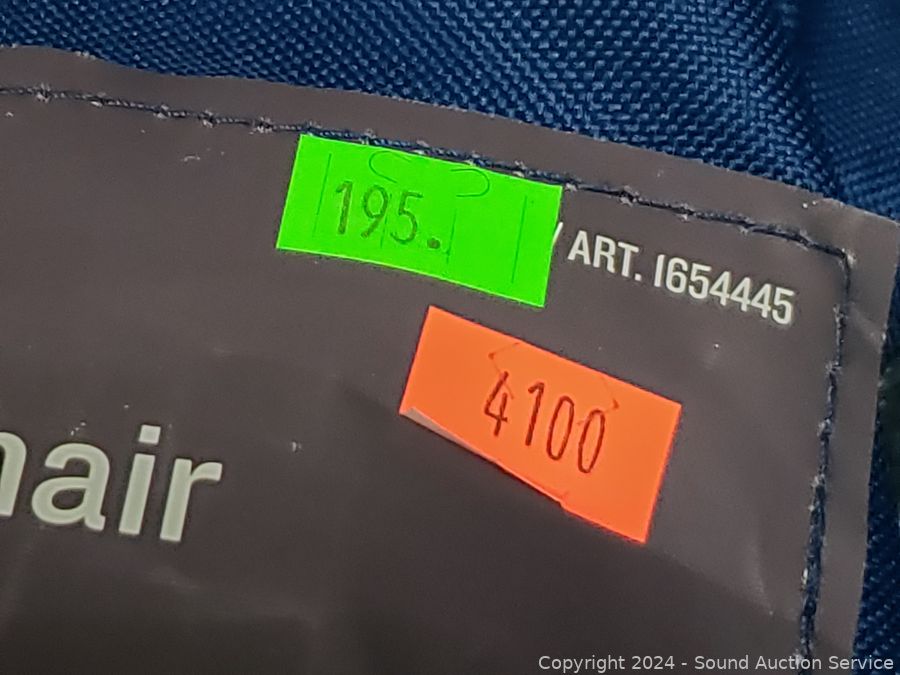 195.
/ ART. I654445
4100
hair
Copyright 2024 - Sound Auction Service